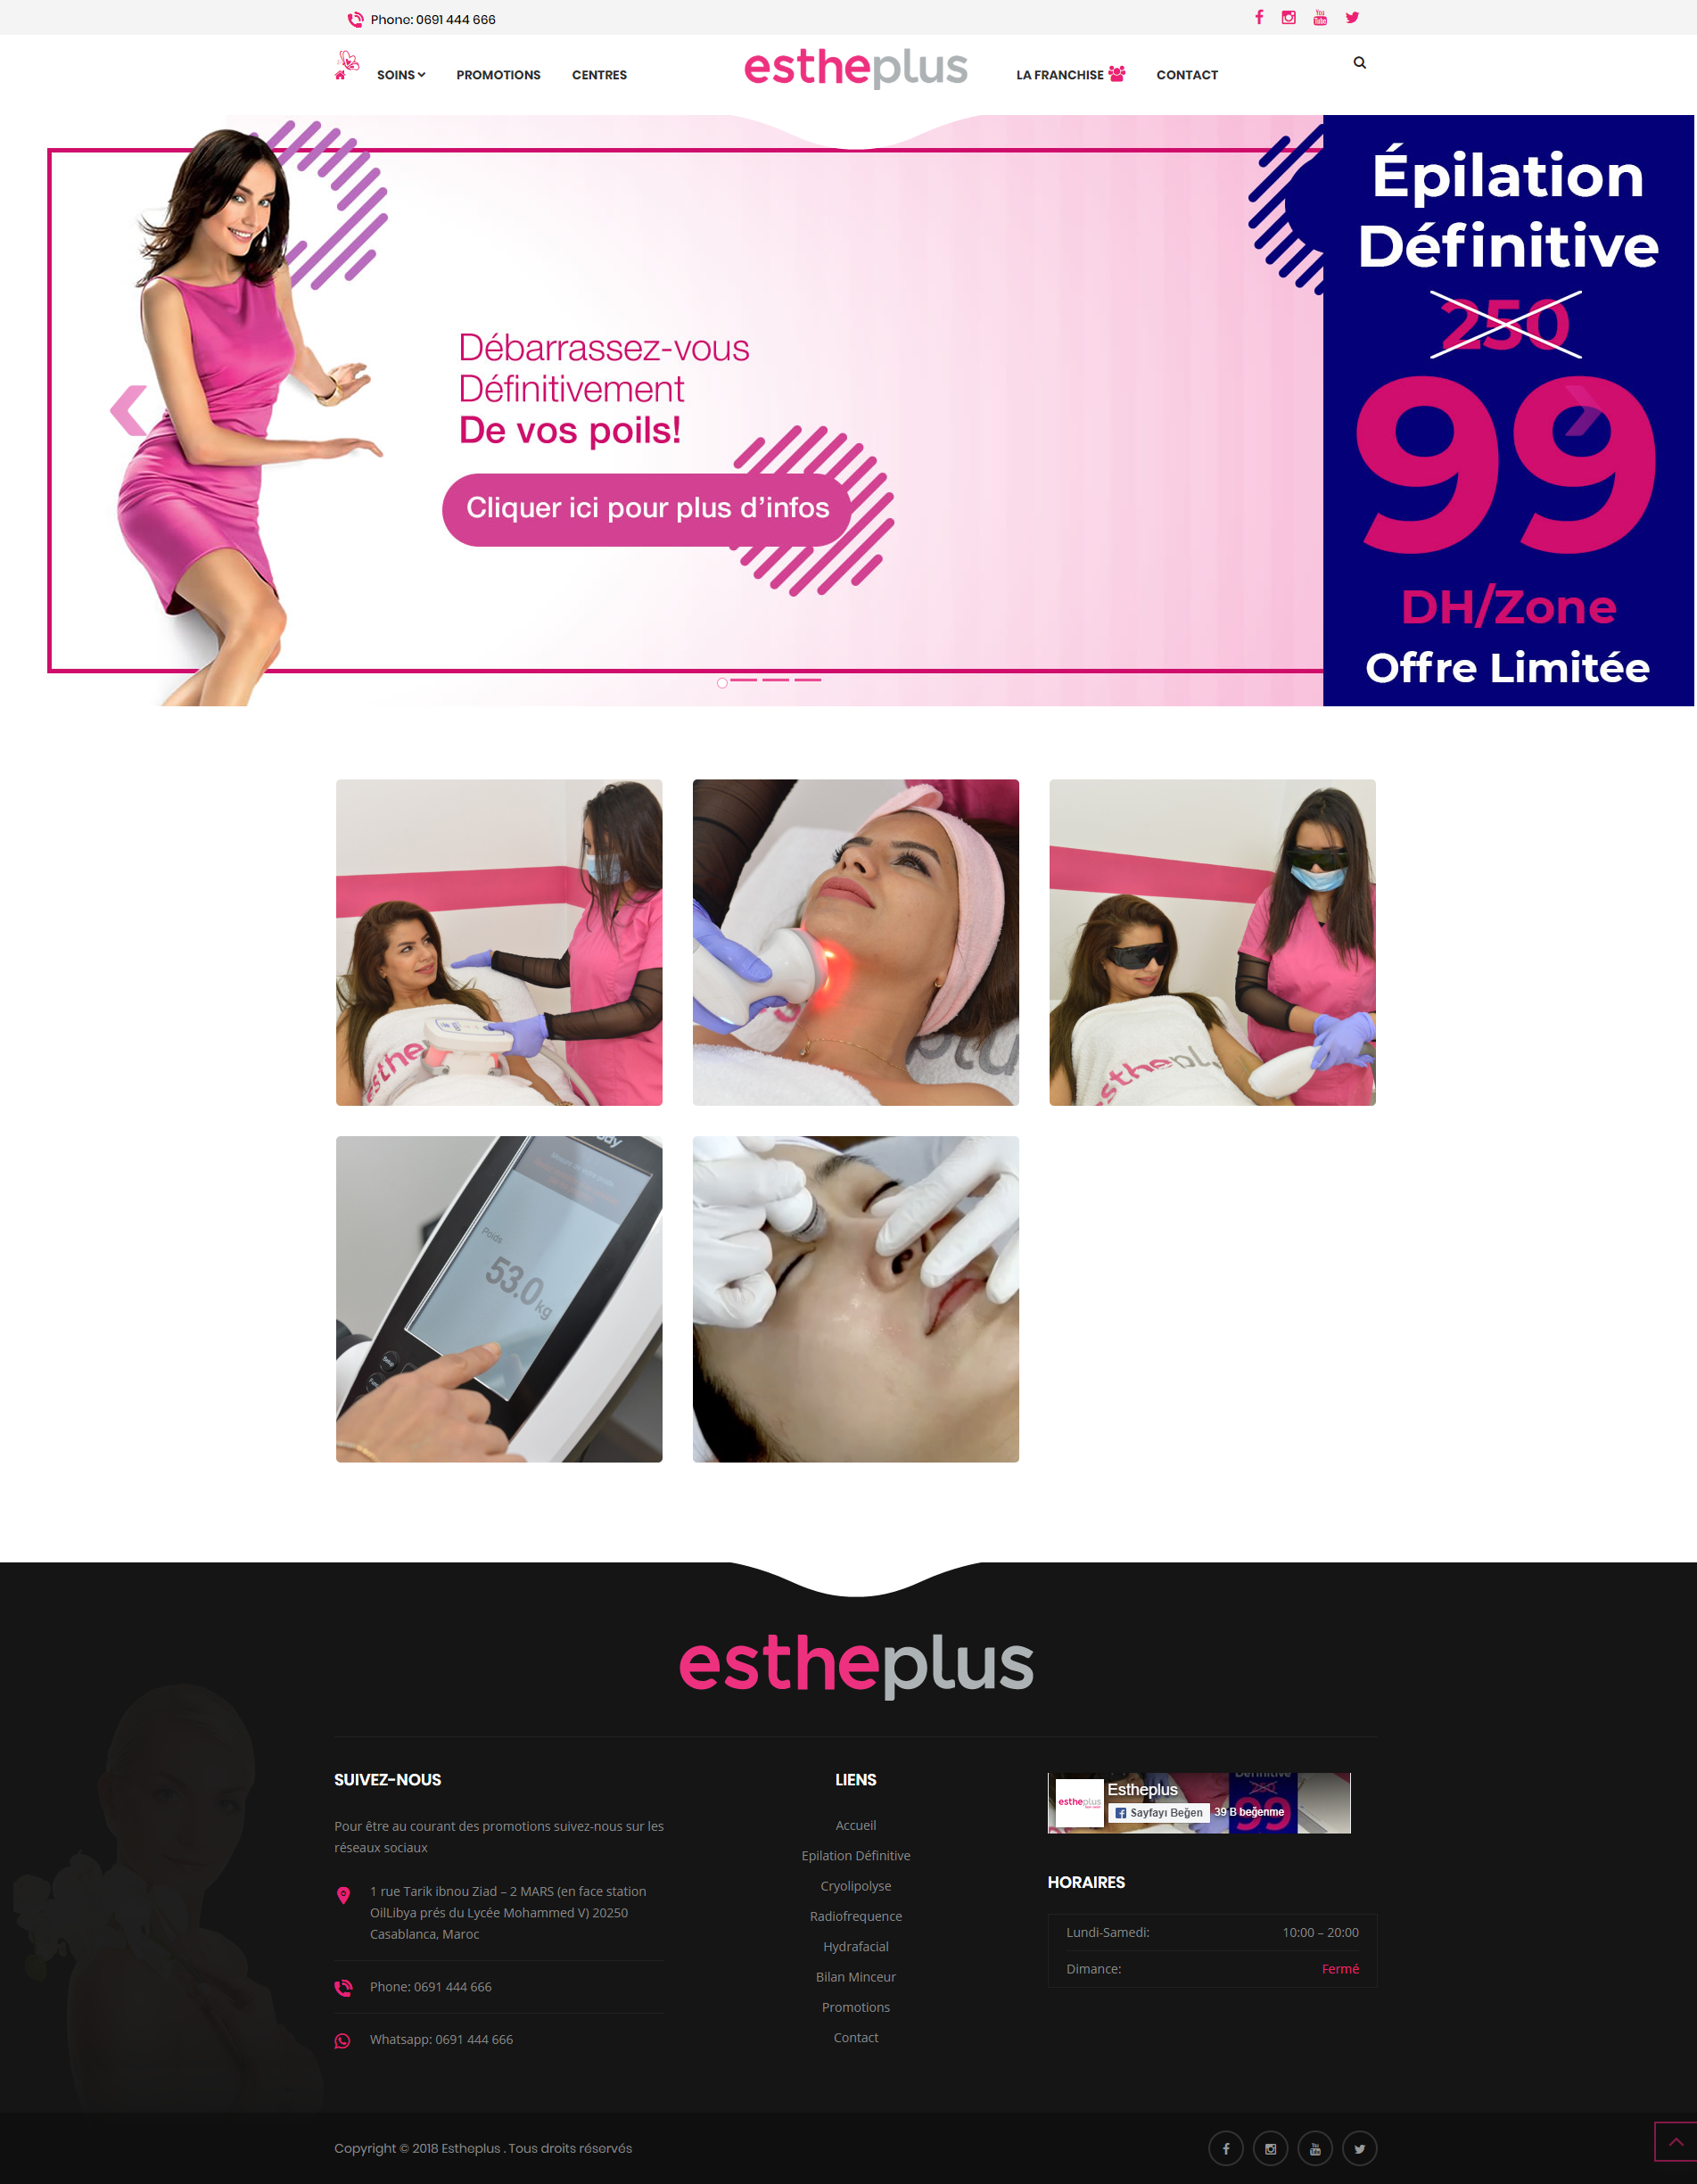 Phone: 0691 444 666
SOINS
PROMOTIONS
CENTRES
estheplus
LA FRANCHISE
CONTACT
Débarrassez-vous
Définitivement
De vos poils!
Cliquer ici pour plus d'infos
Épilation
Définitive
250
99
DH/Zone
Offre Limitée
esthe
Poids
53.0 kg
estheplus
SUIVEZ-NOUS
Pour être au courant des promotions suivez-nous sur les
réseaux sociaux
1 rue Tarik ibnou Ziad – 2 MARS (en face station
OilLibya prés du Lycée Mohammed V) 20250
Casablanca, Maroc
Phone: 0691 444 666
Whatsapp: 0691 444 666
LIENS
Accueil
Epilation Définitive
Cryolipolyse
Radiofrequence
Hydrafacial
Bilan Minceur
Promotions
Contact
estheplus
Estheplus
Sayfayı Beğen
39 B beğenme
99
HORAIRES
Lundi-Samedi: 10:00 – 20:00
Dimance: Fermé
Copyright © 2018 Estheplus . Tous droits réservés